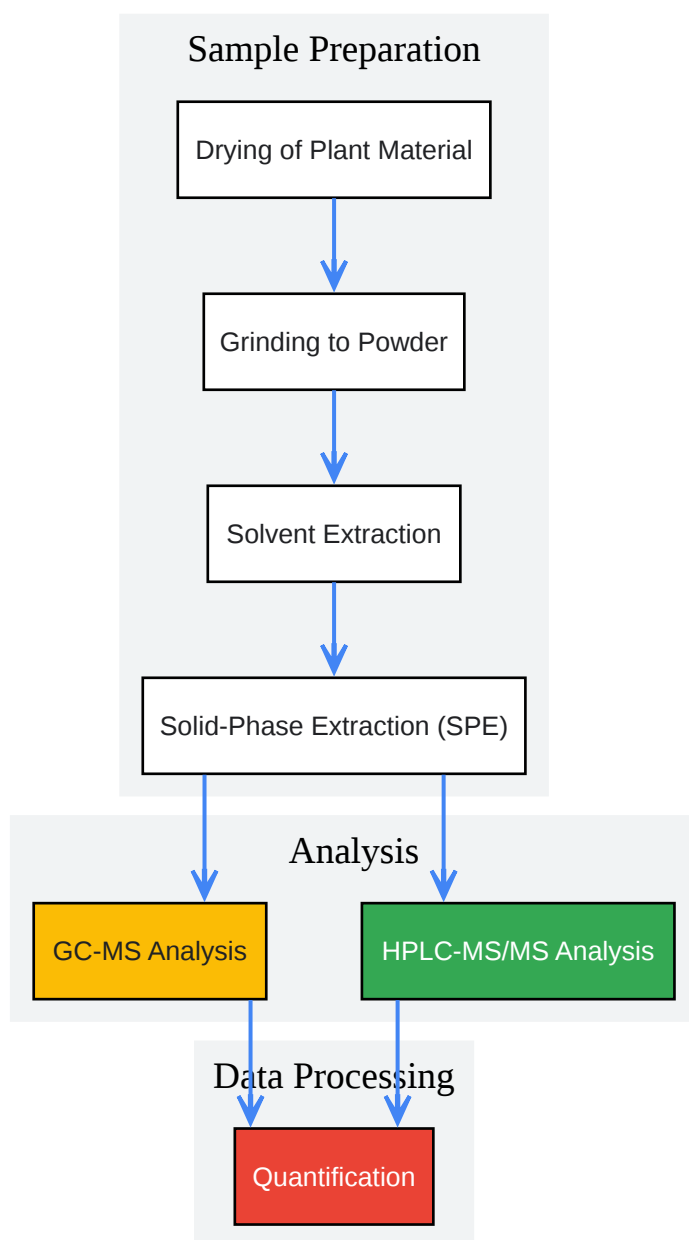 Sample Preparation
Drying of Plant Material
Grinding to Powder
Solvent Extraction
Solid-Phase Extraction (SPE)
Analysis
GC-MS Analysis
HPLC-MS/MS Analysis
Data Processing
Quantification